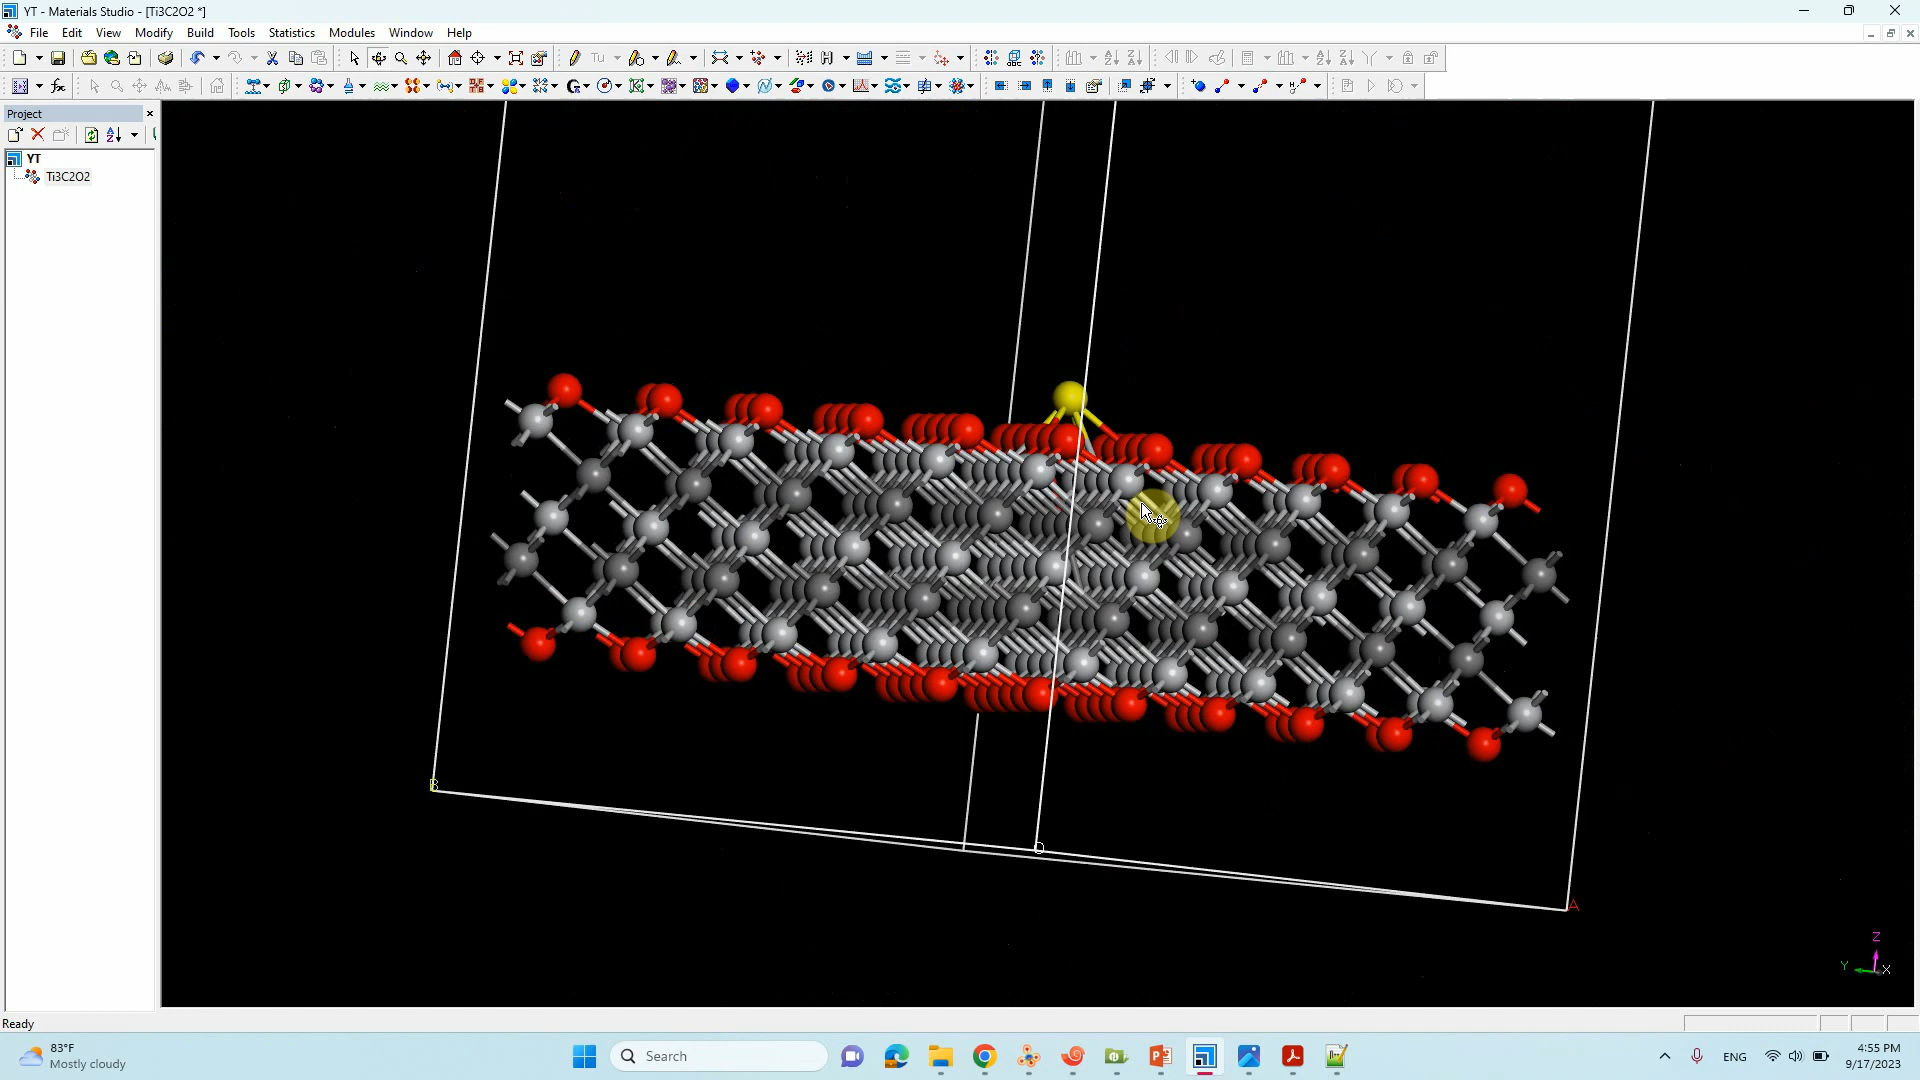 YT - Materials Studio - [Ti3C2O2 *]
File Edit View Modify Build Tools Statistics Modules Window Help
Project
YT
Ti3C2O2
B
O
A
Z
Y
X
Ready
83°F
Mostly cloudy
Search
ENG
4:55 PM
9/17/2023